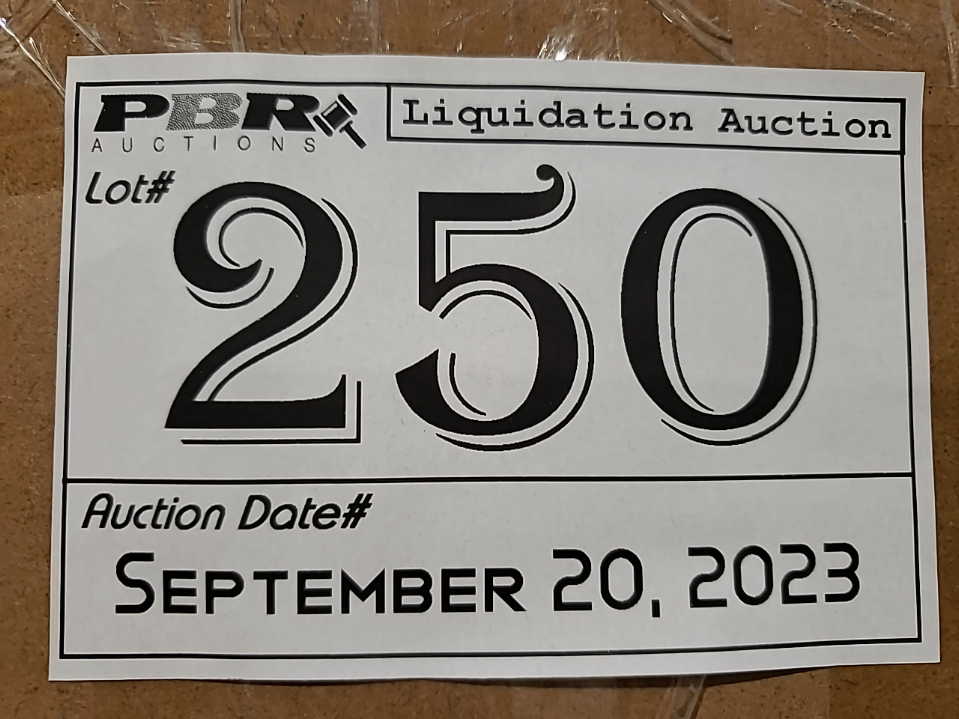 PBR
AUCTIONS
Liquidation Auction
Lot#
250
Auction Date#
SEPTEMBER 20, 2023